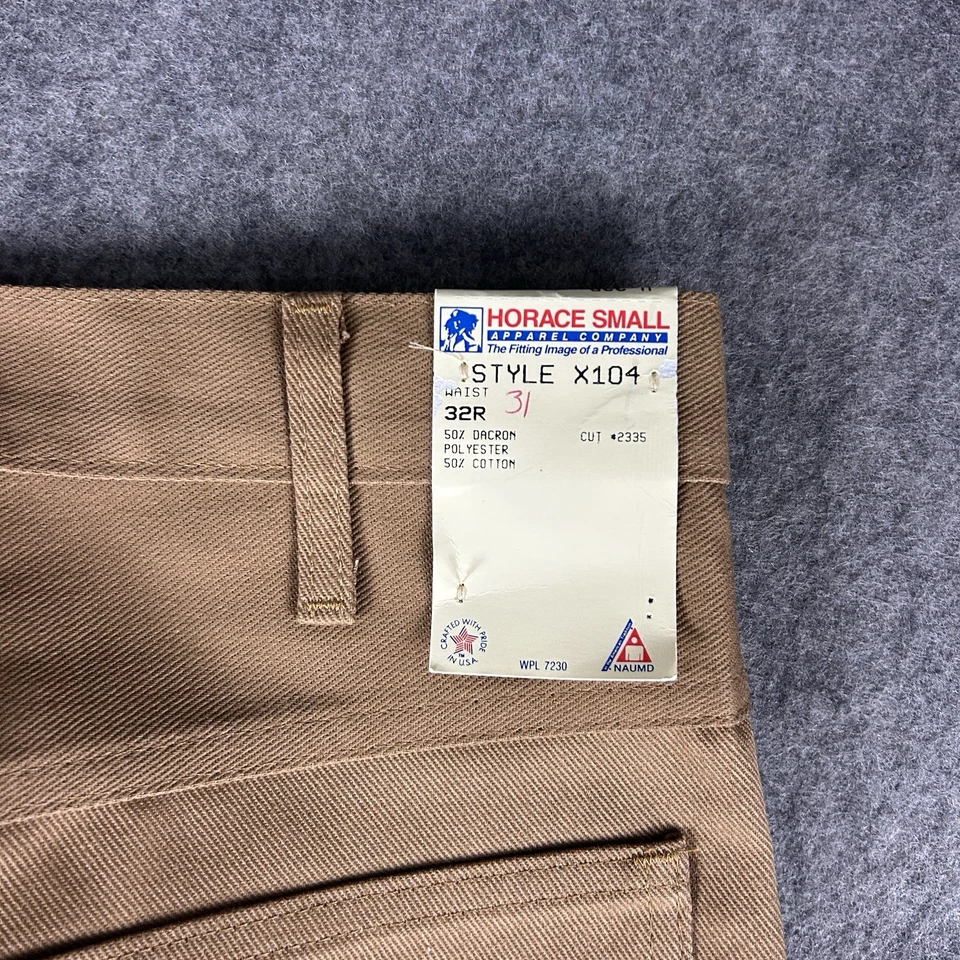 HORACE SMALL
APPAREL COMPANY
The Fitting Image of a Professional
STYLE X104
WAIST
32R 31
50% DACRON CUT #2335
POLYESTER
50% COTTON
CRAFTED WITH PRIDE
IN U.S.A.
WPL 7230
NAUMD